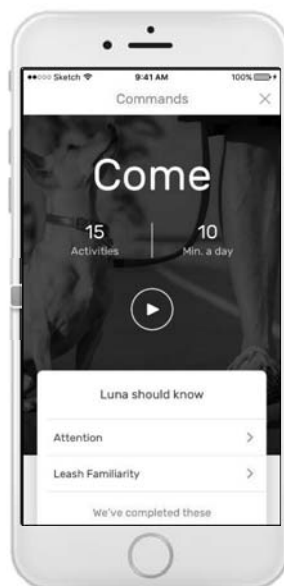 Sketch 9:41 AM 100%
Commands
Come
15 10
Activities Min. a day
Luna should know
Attention
Leash Familiarity
We've completed these